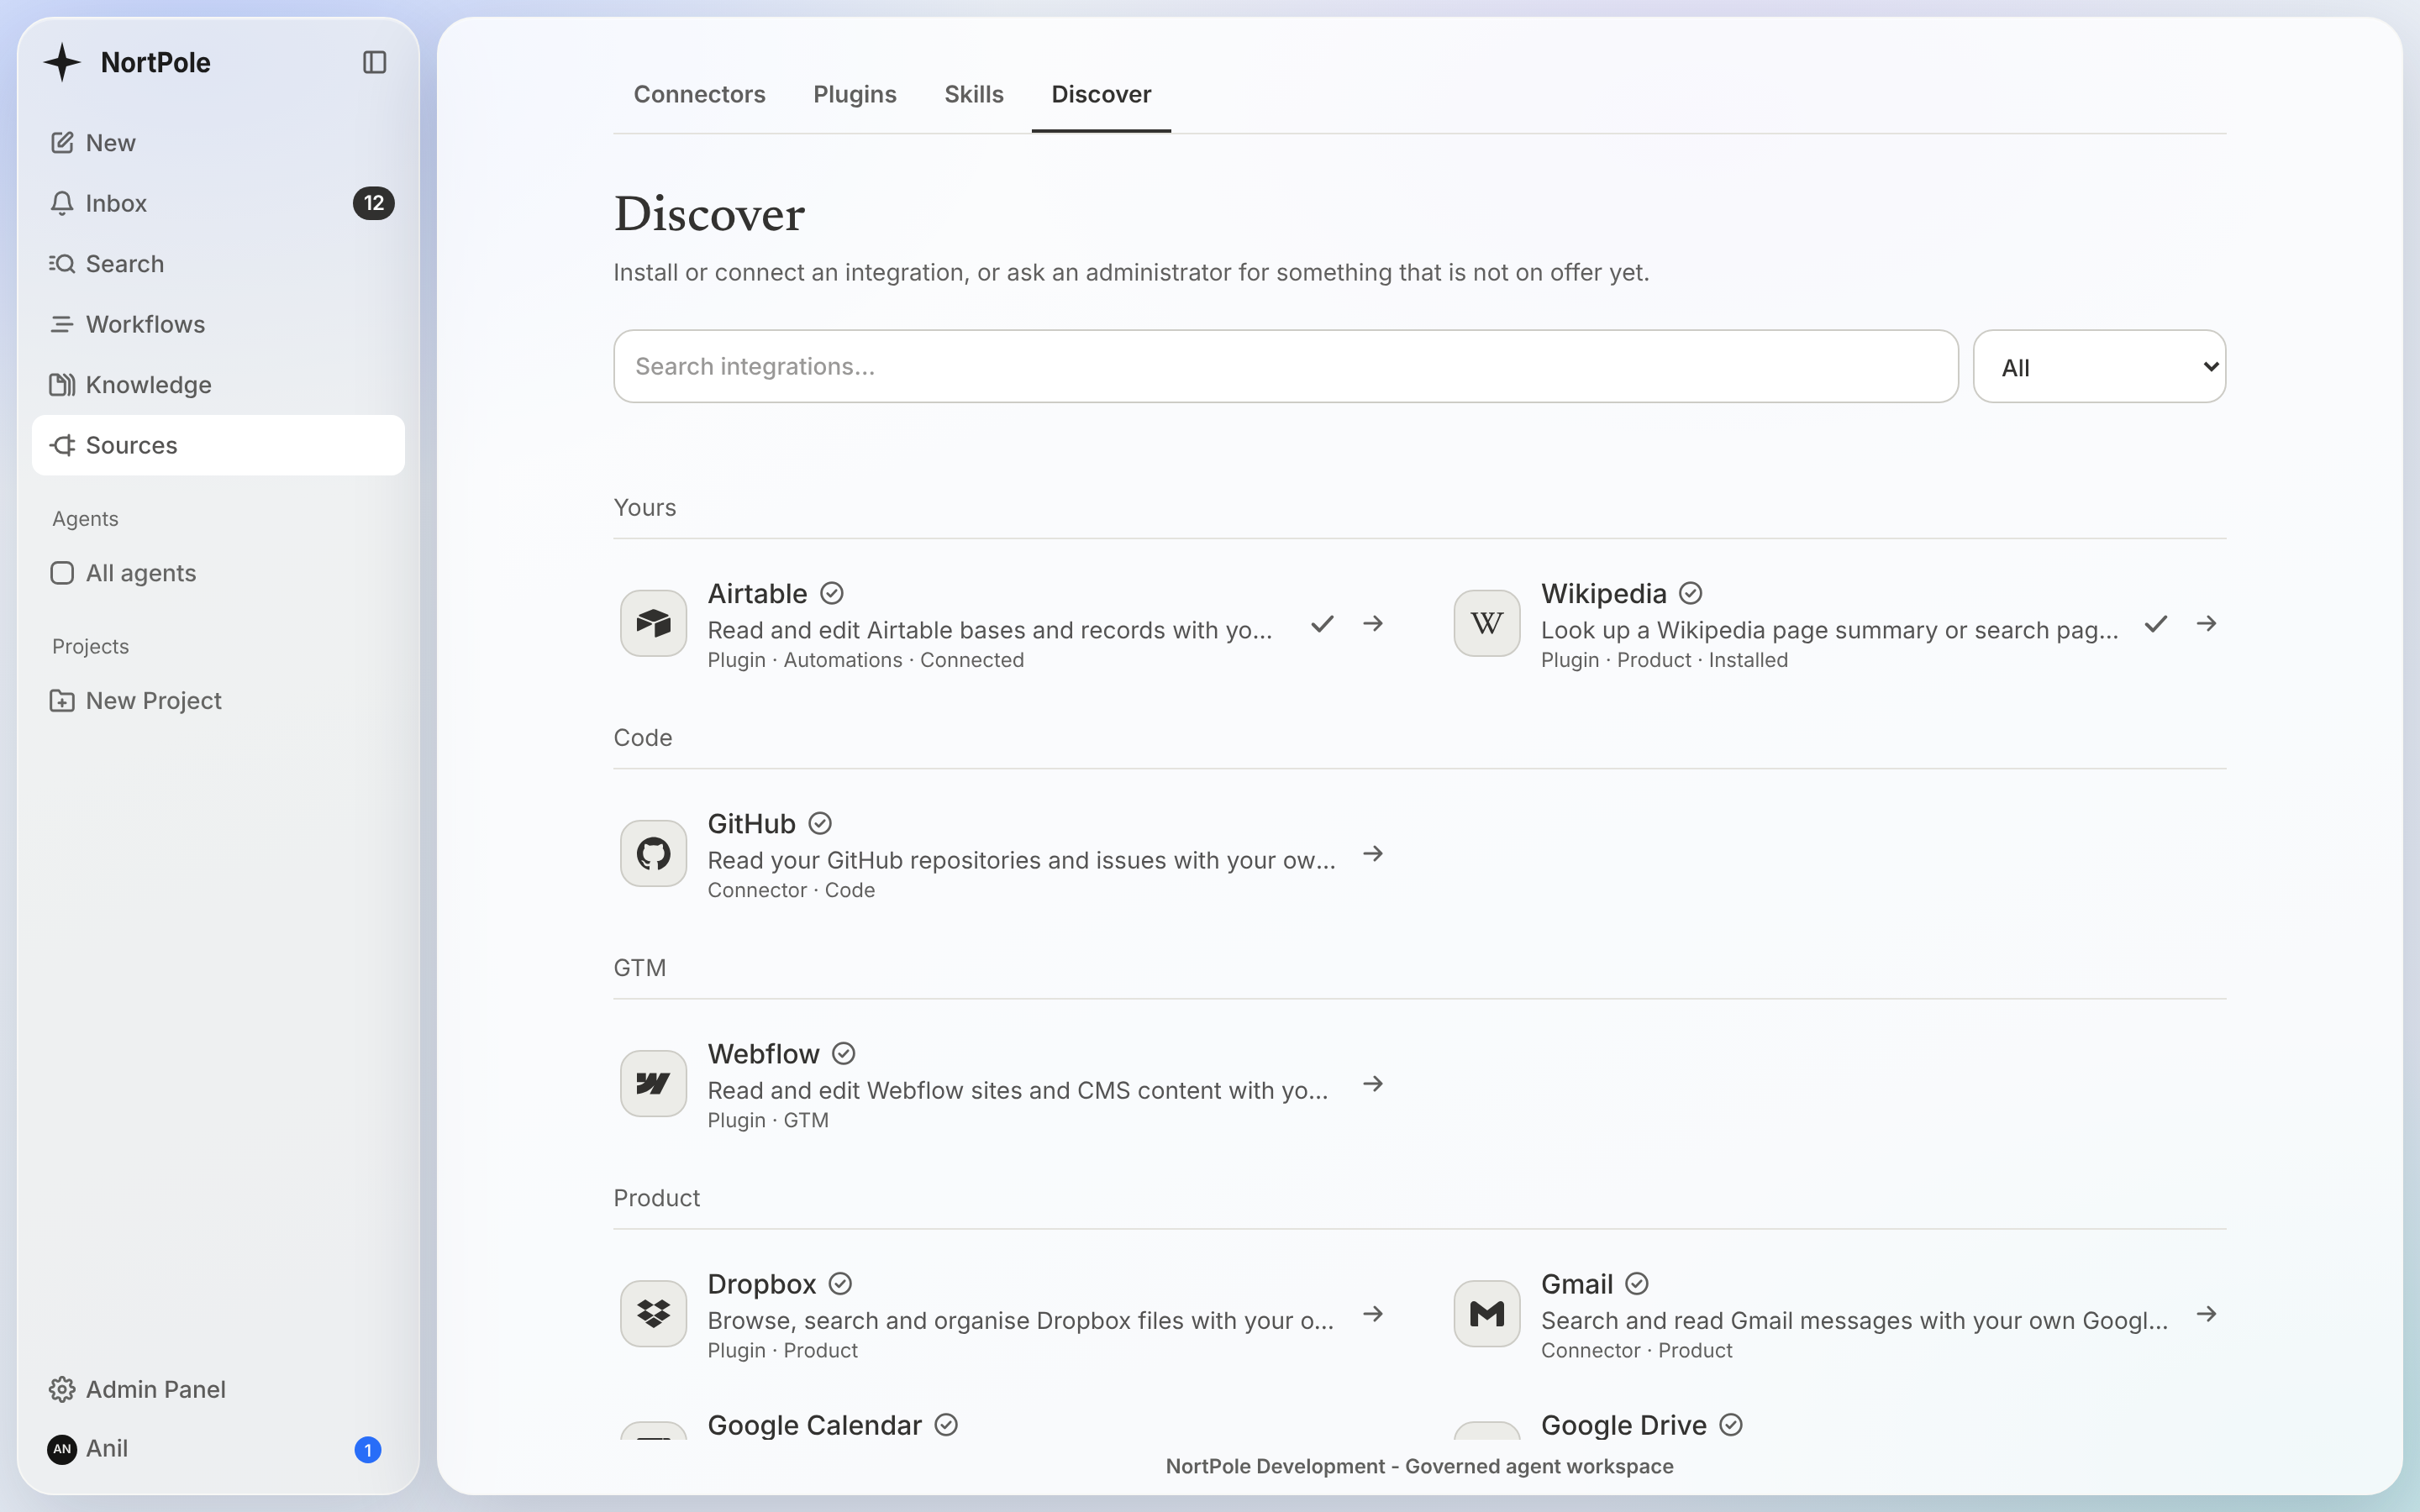 NortPole
New
Inbox
12
Search
Workflows
Knowledge
Sources
Agents
All agents
Projects
New Project
Admin Panel
AN
Anil
1
Connectors
Plugins
Skills
Discover
Discover
Install or connect an integration, or ask an administrator for something that is not on offer yet.
Search integrations...
All
Yours
Airtable
Read and edit Airtable bases and records with yo...
Plugin · Automations · Connected
W
Wikipedia
Look up a Wikipedia page summary or search pag...
Plugin · Product · Installed
Code
GitHub
Read your GitHub repositories and issues with your ow...
Connector · Code
GTM
Webflow
Read and edit Webflow sites and CMS content with yo...
Plugin · GTM
Product
Dropbox
Browse, search and organise Dropbox files with your o...
Plugin · Product
Gmail
Search and read Gmail messages with your own Googl...
Connector · Product
Google Calendar
Google Drive
NortPole Development - Governed agent workspace